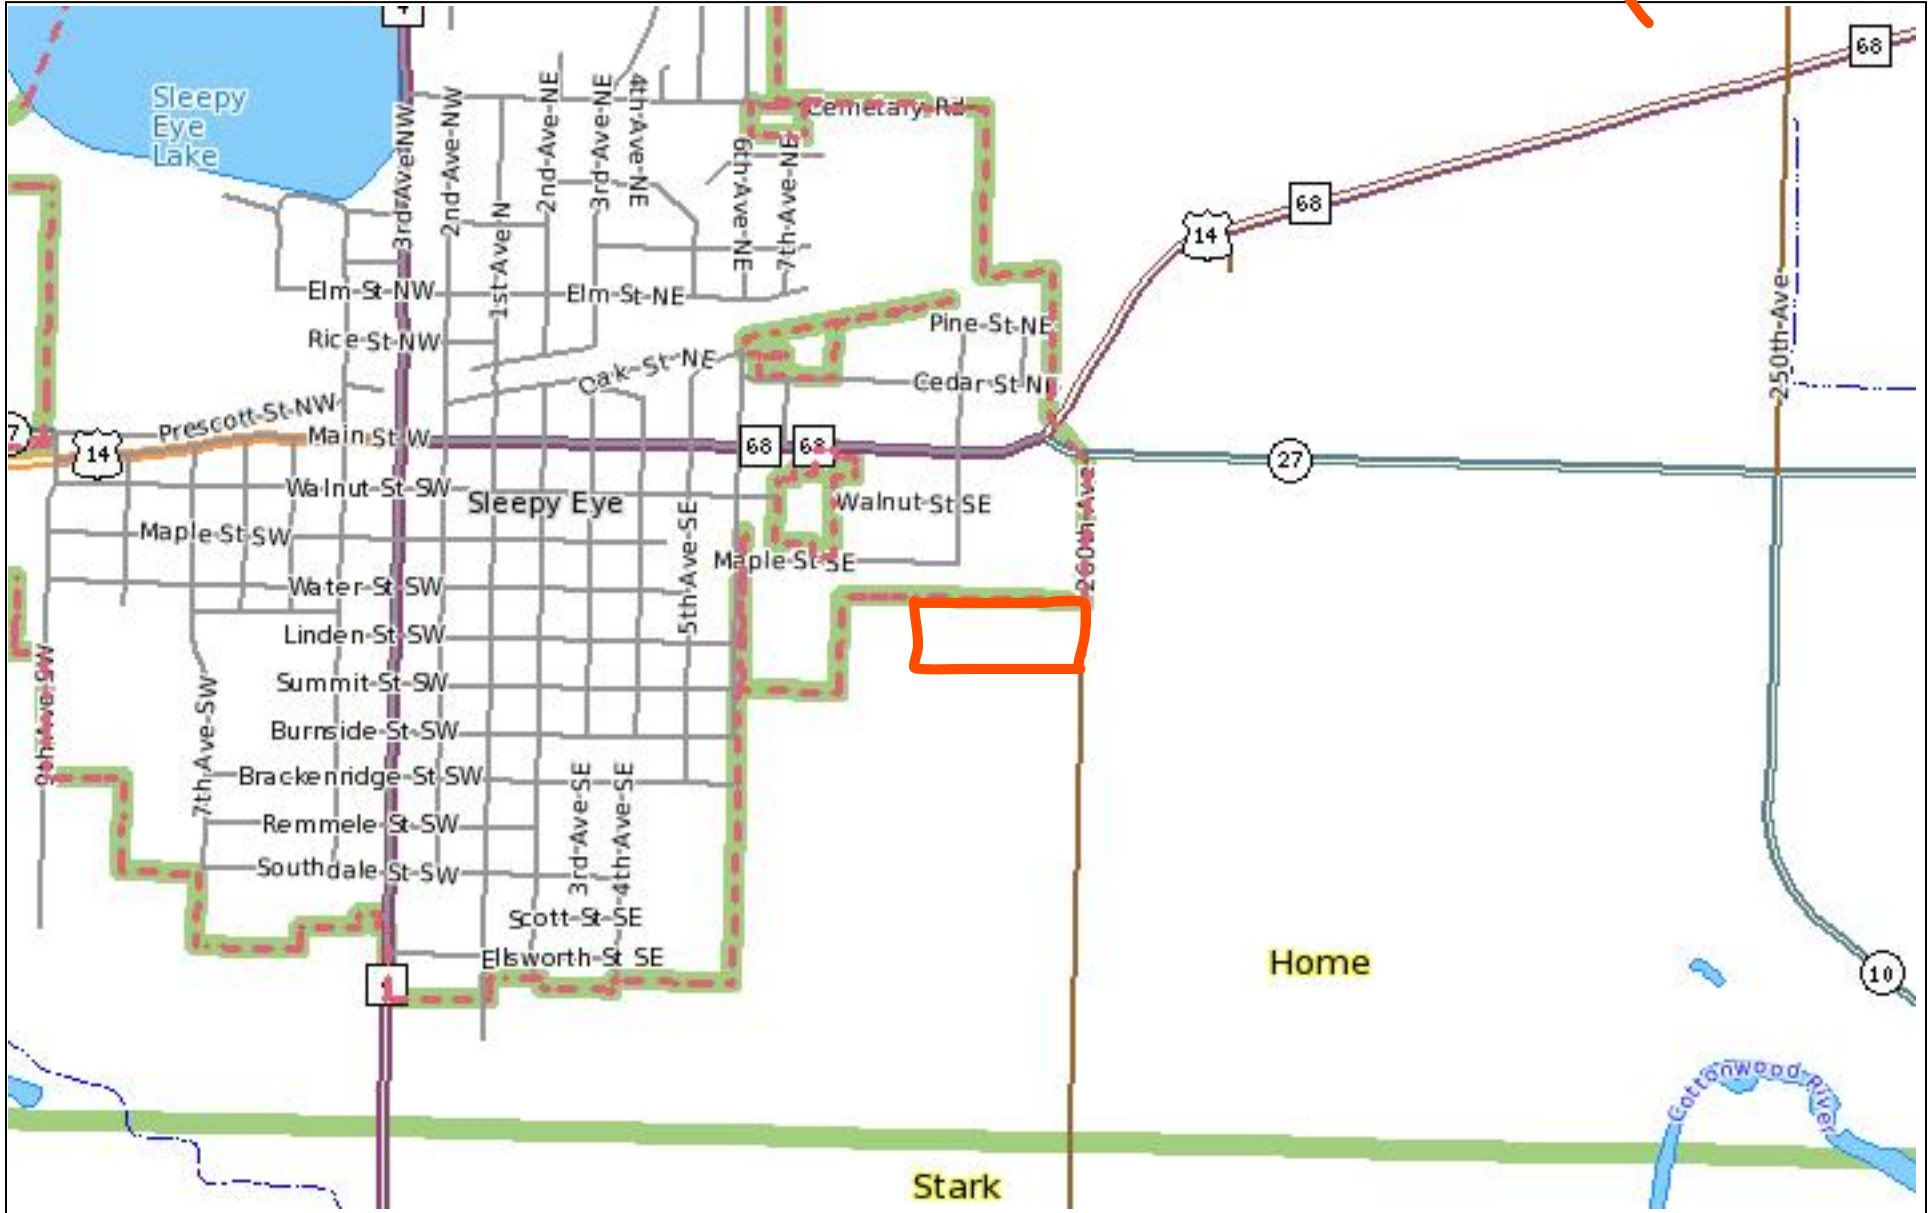 4
68
Sleepy
Eye
Lake
Cemetary Rd
3rd Ave NW
2nd Ave NW
1st Ave N
2nd Ave NE
3rd Ave NE
4th Ave NE
6th Ave NE
7th Ave NE
68
14
250th Ave
Elm St NW
Elm St NE
Rice St NW
Pine St NE
Oak St NE
Cedar St N
Prescott St NW
Main St W
7
14
68
68
27
Walnut St SW
Sleepy Eye
Walnut St SE
Maple St SW
5th Ave SE
Maple St SE
260th Ave
Water St SW
Linden St SW
Summit St SW
9th Ave SW
7th Ave SW
Burnside St SW
Brackenridge St SW
3rd Ave SE
4th Ave SE
Remmele St SW
Southdale St SW
Scott St SE
Ellsworth St SE
Home
10
Cottonwood River
Stark